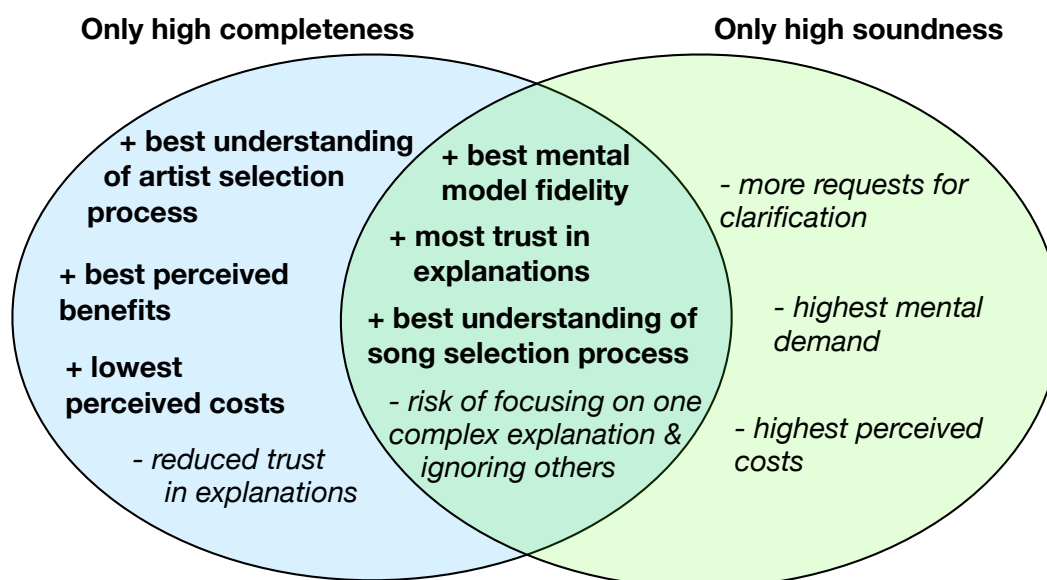 Only high completeness
Only high soundness
+ best understanding
of artist selection
process
+ best perceived
benefits
+ lowest
perceived costs
- reduced trust
in explanations
+ best mental
model fidelity
+ most trust in
explanations
+ best understanding of
song selection process
- risk of focusing on one
complex explanation &
ignoring others
- more requests for
clarification
- highest mental
demand
- highest perceived
costs